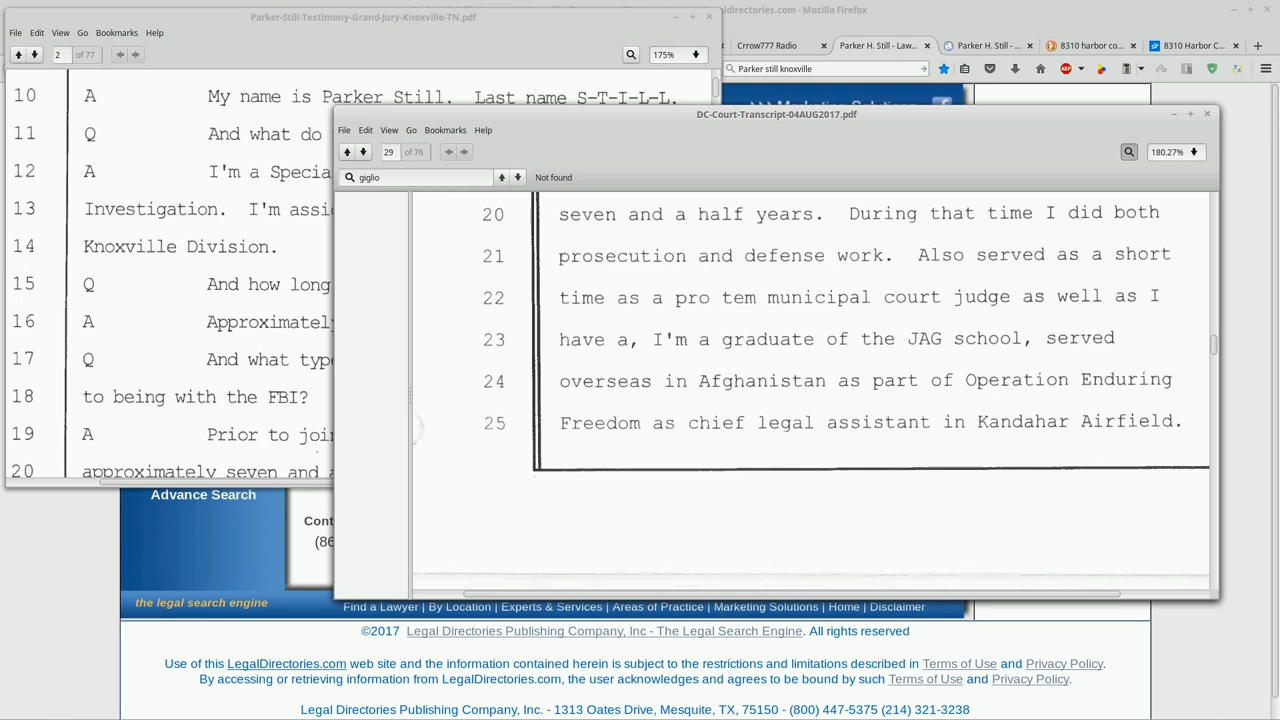 Parker-Still-Testimony-Grand-Jury-Knoxville-TN.pdf
File Edit View Go Bookmarks Help
2 of 77
175%
10 A My name is Parker Still. Last name S-T-I-L-L.
11 Q And what do
12 A I'm a Specia
13 Investigation. I'm assi
14 Knoxville Division.
15 Q And how long
16 A Approximately
17 Q And what type
18 to being with the FBI?
19 A Prior to joi
20 approximately seven and a
aldirectories.com - Mozilla Firefox
Crrow777 Radio
Parker H. Still - Law...
Parker H. Still - ...
8310 harbor co...
8310 Harbor C...
Parker still knoxville
ABP
>>> Marketing Solutions
DC-Court-Transcript-04AUG2017.pdf
File Edit View Go Bookmarks Help
29 of 76
180.27%
giglio
Not found
20 seven and a half years. During that time I did both
21 prosecution and defense work. Also served as a short
22 time as a pro tem municipal court judge as well as I
23 have a, I'm a graduate of the JAG school, served
24 overseas in Afghanistan as part of Operation Enduring
25 Freedom as chief legal assistant in Kandahar Airfield.
Advance Search
Cont
(86
the legal search engine
Find a Lawyer | By Location | Experts & Services | Areas of Practice | Marketing Solutions | Home | Disclaimer
©2017 Legal Directories Publishing Company, Inc - The Legal Search Engine. All rights reserved
Use of this LegalDirectories.com web site and the information contained herein is subject to the restrictions and limitations described in Terms of Use and Privacy Policy.
By accessing or retrieving information from LegalDirectories.com, the user acknowledges and agrees to be bound by such Terms of Use and Privacy Policy.
Legal Directories Publishing Company, Inc. - 1313 Oates Drive, Mesquite, TX, 75150 - (800) 447-5375 (214) 321-3238